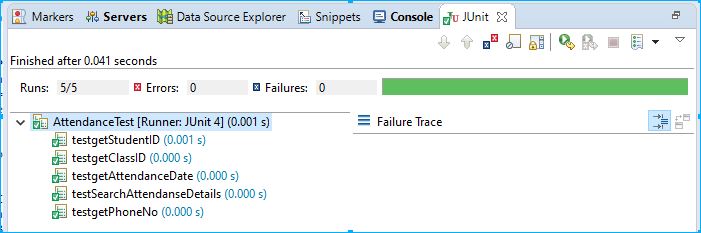 Markers Servers Data Source Explorer Snippets Console JUnit
Finished after 0.041 seconds
Runs: 5/5 Errors: 0 Failures: 0
AttendanceTest [Runner: JUnit 4] (0.001 s) Failure Trace
testgetStudentID (0.001 s)
testgetClassID (0.000 s)
testgetAttendanceDate (0.000 s)
testSearchAttendanseDetails (0.000 s)
testgetPhoneNo (0.000 s)